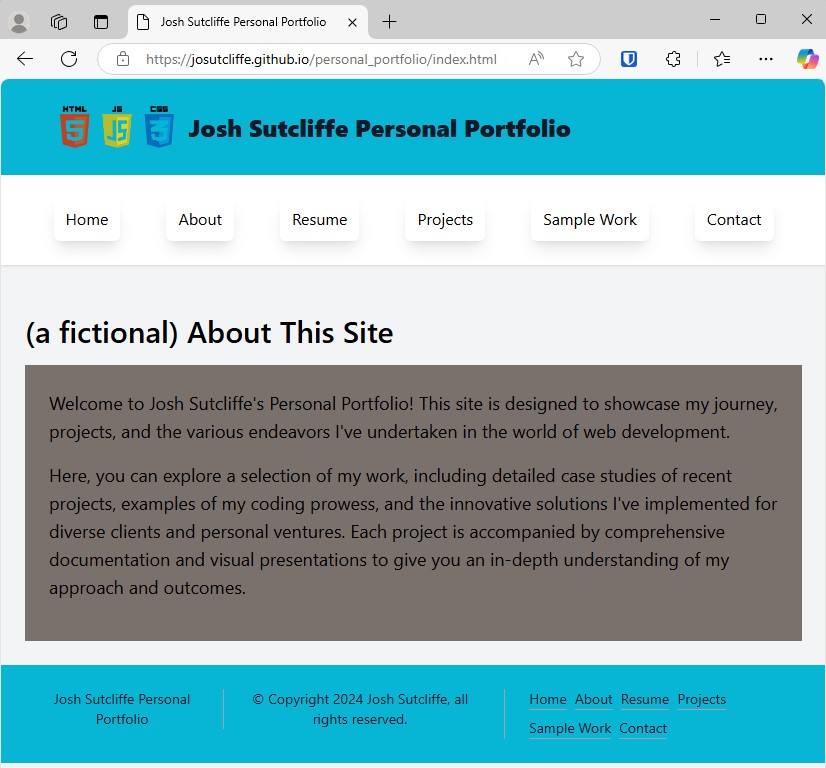 Josh Sutcliffe Personal Portfolio
https://josutcliffe.github.io/personal_portfolio/index.html
HTML JS CSS
5 JS 3
Josh Sutcliffe Personal Portfolio
Home About Resume Projects Sample Work Contact
(a fictional) About This Site
Welcome to Josh Sutcliffe's Personal Portfolio! This site is designed to showcase my journey,
projects, and the various endeavors I've undertaken in the world of web development.
Here, you can explore a selection of my work, including detailed case studies of recent
projects, examples of my coding prowess, and the innovative solutions I've implemented for
diverse clients and personal ventures. Each project is accompanied by comprehensive
documentation and visual presentations to give you an in-depth understanding of my
approach and outcomes.
Josh Sutcliffe Personal
Portfolio
© Copyright 2024 Josh Sutcliffe, all
rights reserved.
Home About Resume Projects
Sample Work Contact